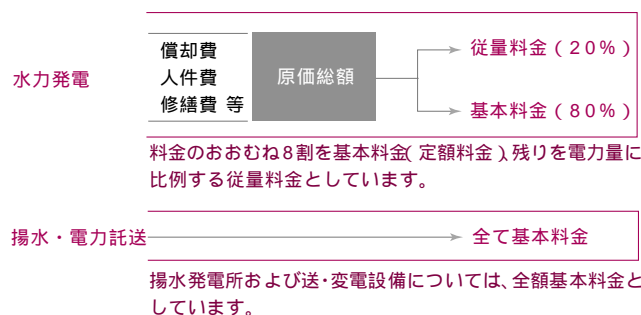 水力発電
償却費
人件費
修繕費 等
原価総額
従量料金(20%)
基本料金(80%)
料金のおおむね8割を基本料金(定額料金)、残りを電力量に
比例する従量料金としています。
揚水・電力託送
全て基本料金
揚水発電所および送・変電設備については、全額基本料金と
しています。